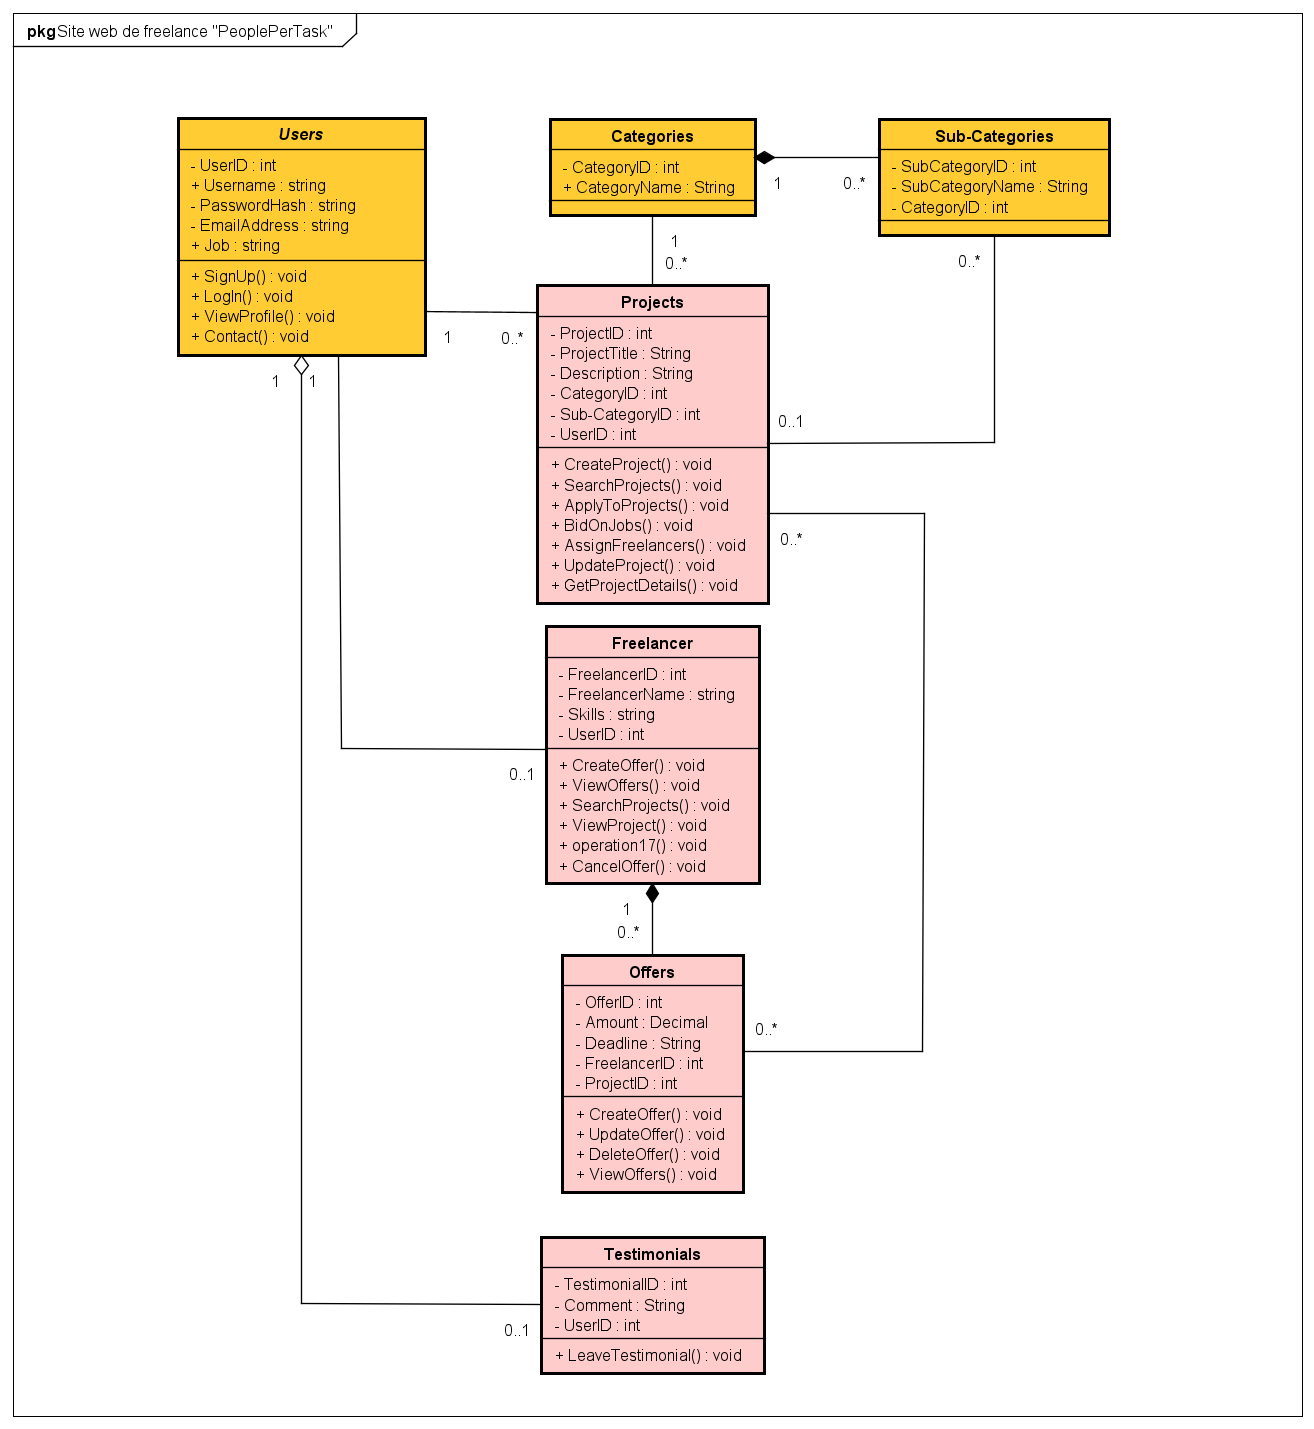 pkg Site web de freelance "PeoplePerTask"
Users
- UserID : int
+ Username : string
- PasswordHash : string
- EmailAddress : string
+ Job : string
+ SignUp() : void
+ LogIn() : void
+ ViewProfile() : void
+ Contact() : void
Categories
- CategoryID : int
+ CategoryName : String
1
0..*
Sub-Categories
- SubCategoryID : int
- SubCategoryName : String
- CategoryID : int
1
0..*
0..*
Projects
- ProjectID : int
- ProjectTitle : String
- Description : String
- CategoryID : int
- Sub-CategoryID : int
- UserID : int
+ CreateProject() : void
+ SearchProjects() : void
+ ApplyToProjects() : void
+ BidOnJobs() : void
+ AssignFreelancers() : void
+ UpdateProject() : void
+ GetProjectDetails() : void
1
0..*
1
1
0..1
0..*
Freelancer
- FreelancerID : int
- FreelancerName : string
- Skills : string
- UserID : int
+ CreateOffer() : void
+ ViewOffers() : void
+ SearchProjects() : void
+ ViewProject() : void
+ operation17() : void
+ CancelOffer() : void
0..1
1
0..*
Offers
- OfferID : int
- Amount : Decimal
- Deadline : String
- FreelancerID : int
- ProjectID : int
+ CreateOffer() : void
+ UpdateOffer() : void
+ DeleteOffer() : void
+ ViewOffers() : void
0..*
Testimonials
- TestimonialID : int
- Comment : String
- UserID : int
+ LeaveTestimonial() : void
0..1